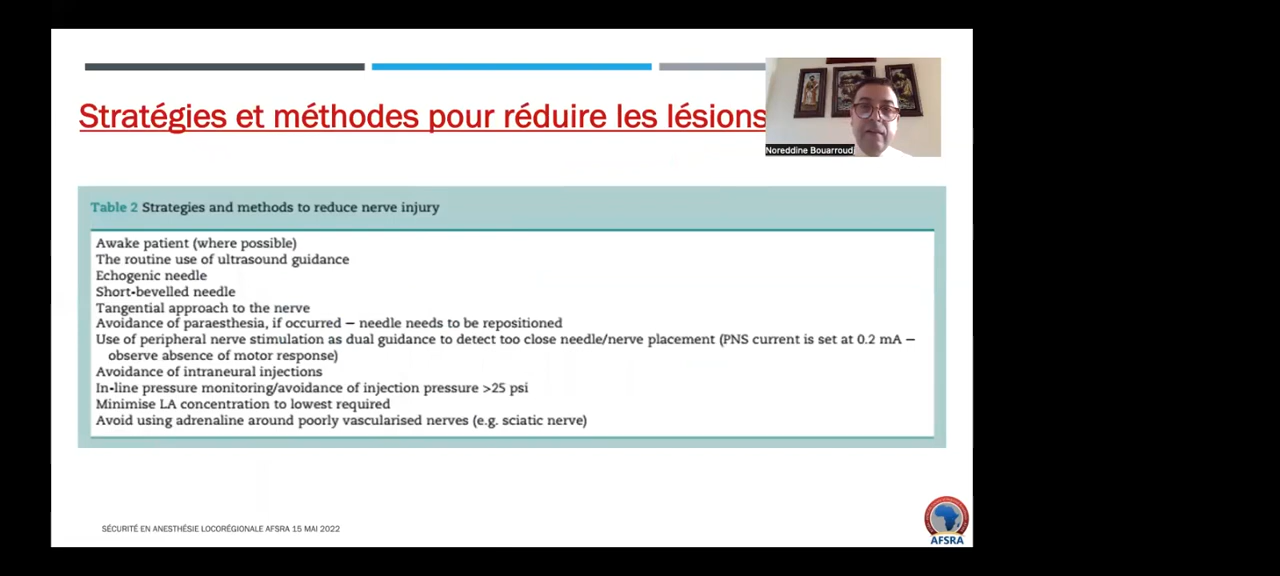 Stratégies et méthodes pour réduire les lésions
Noreddine Bouarroudj
Table 2 Strategies and methods to reduce nerve injury
Awake patient (where possible)
The routine use of ultrasound guidance
Echogenic needle
Short-bevelled needle
Tangential approach to the nerve
Avoidance of paraesthesia, if occurred – needle needs to be repositioned
Use of peripheral nerve stimulation as dual guidance to detect too close needle/nerve placement (PNS current is set at 0.2 mA –
observe absence of motor response)
Avoidance of intraneural injections
In-line pressure monitoring/avoidance of injection pressure >25 psi
Minimise LA concentration to lowest required
Avoid using adrenaline around poorly vascularised nerves (e.g. sciatic nerve)
SÉCURITÉ EN ANESTHÉSIE LOCORÉGIONALE AFSRA 15 MAI 2022
AFSRA